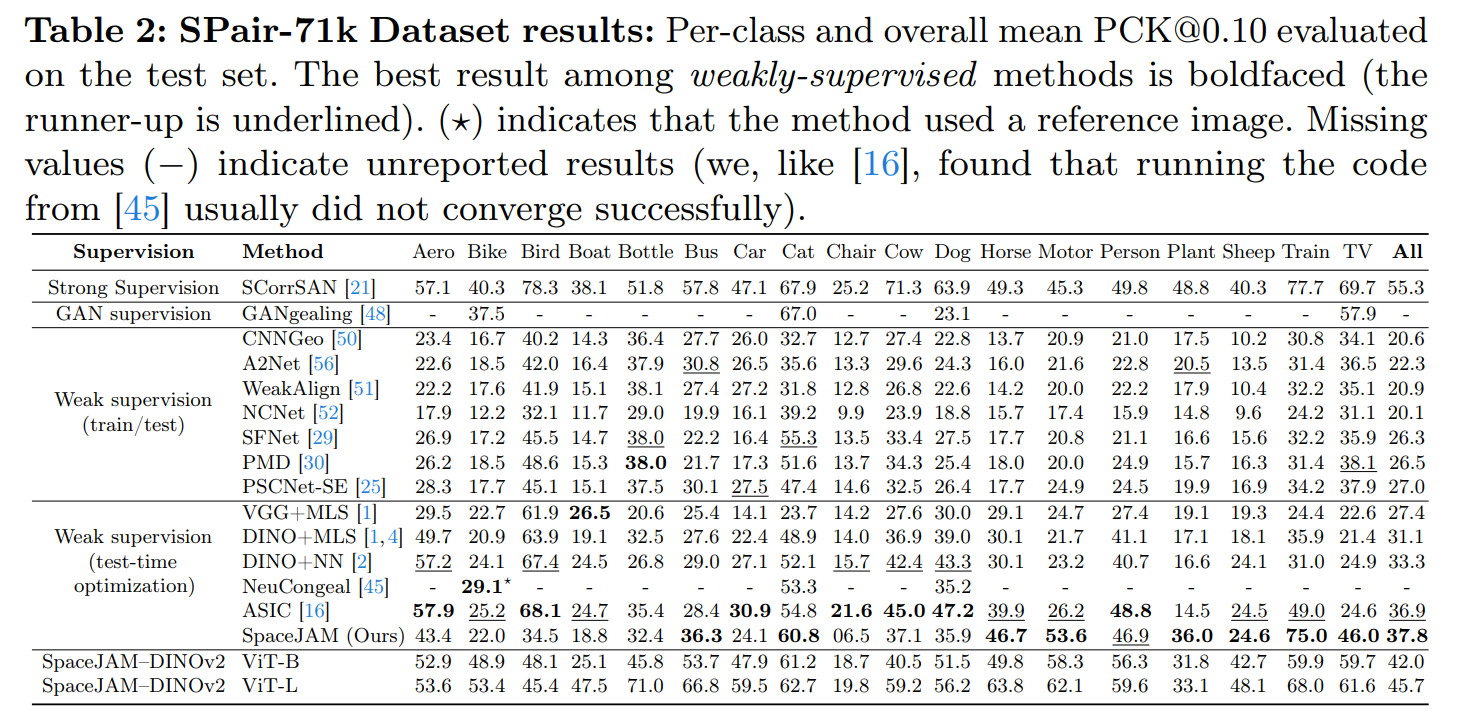 Table 2: SPair-71k Dataset results: Per-class and overall mean PCK@0.10 evaluated
on the test set. The best result among weakly-supervised methods is boldfaced (the
runner-up is underlined). (⋆) indicates that the method used a reference image. Missing
values (−) indicate unreported results (we, like [16], found that running the code
from [45] usually did not converge successfully).
Supervision Method Aero Bike Bird Boat Bottle Bus Car Cat Chair Cow Dog Horse Motor Person Plant Sheep Train TV All
Strong Supervision SCorrSAN [21] 57.1 40.3 78.3 38.1 51.8 57.8 47.1 67.9 25.2 71.3 63.9 49.3 45.3 49.8 48.8 40.3 77.7 69.7 55.3
GAN supervision GANgealing [48] - 37.5 - - - - - 67.0 - - 23.1 - - - - - - 57.9 -
CNNGeo [50] 23.4 16.7 40.2 14.3 36.4 27.7 26.0 32.7 12.7 27.4 22.8 13.7 20.9 21.0 17.5 10.2 30.8 34.1 20.6
A2Net [56] 22.6 18.5 42.0 16.4 37.9 30.8 26.5 35.6 13.3 29.6 24.3 16.0 21.6 22.8 20.5 13.5 31.4 36.5 22.3
Weak supervision WeakAlign [51] 22.2 17.6 41.9 15.1 38.1 27.4 27.2 31.8 12.8 26.8 22.6 14.2 20.0 22.2 17.9 10.4 32.2 35.1 20.9
(train/test) NCNet [52] 17.9 12.2 32.1 11.7 29.0 19.9 16.1 39.2 9.9 23.9 18.8 15.7 17.4 15.9 14.8 9.6 24.2 31.1 20.1
SFNet [29] 26.9 17.2 45.5 14.7 38.0 22.2 16.4 55.3 13.5 33.4 27.5 17.7 20.8 21.1 16.6 15.6 32.2 35.9 26.3
PMD [30] 26.2 18.5 48.6 15.3 38.0 21.7 17.3 51.6 13.7 34.3 25.4 18.0 20.0 24.9 15.7 16.3 31.4 38.1 26.5
PSCNet-SE [25] 28.3 17.7 45.1 15.1 37.5 30.1 27.5 47.4 14.6 32.5 26.4 17.7 24.9 24.5 19.9 16.9 34.2 37.9 27.0
VGG+MLS [1] 29.5 22.7 61.9 26.5 20.6 25.4 14.1 23.7 14.2 27.6 30.0 29.1 24.7 27.4 19.1 19.3 24.4 22.6 27.4
Weak supervision DINO+MLS [1,4] 49.7 20.9 63.9 19.1 32.5 27.6 22.4 48.9 14.0 36.9 39.0 30.1 21.7 41.1 17.1 18.1 35.9 21.4 31.1
(test-time DINO+NN [2] 57.2 24.1 67.4 24.5 26.8 29.0 27.1 52.1 15.7 42.4 43.3 30.1 23.2 40.7 16.6 24.1 31.0 24.9 33.3
optimization) NeuCongeal [45] - 29.1⋆ - - - - - 53.3 - - 35.2 - - - - - - - -
ASIC [16] 57.9 25.2 68.1 24.7 35.4 28.4 30.9 54.8 21.6 45.0 47.2 39.9 26.2 48.8 14.5 24.5 49.0 24.6 36.9
SpaceJAM (Ours) 43.4 22.0 34.5 18.8 32.4 36.3 24.1 60.8 06.5 37.1 35.9 46.7 53.6 46.9 36.0 24.6 75.0 46.0 37.8
SpaceJAM–DINOv2 ViT-B 52.9 48.9 48.1 25.1 45.8 53.7 47.9 61.2 18.7 40.5 51.5 49.8 58.3 56.3 31.8 42.7 59.9 59.7 42.0
SpaceJAM–DINOv2 ViT-L 53.6 53.4 45.4 47.5 71.0 66.8 59.5 62.7 19.8 59.2 56.2 63.8 62.1 59.6 33.1 48.1 68.0 61.6 45.7